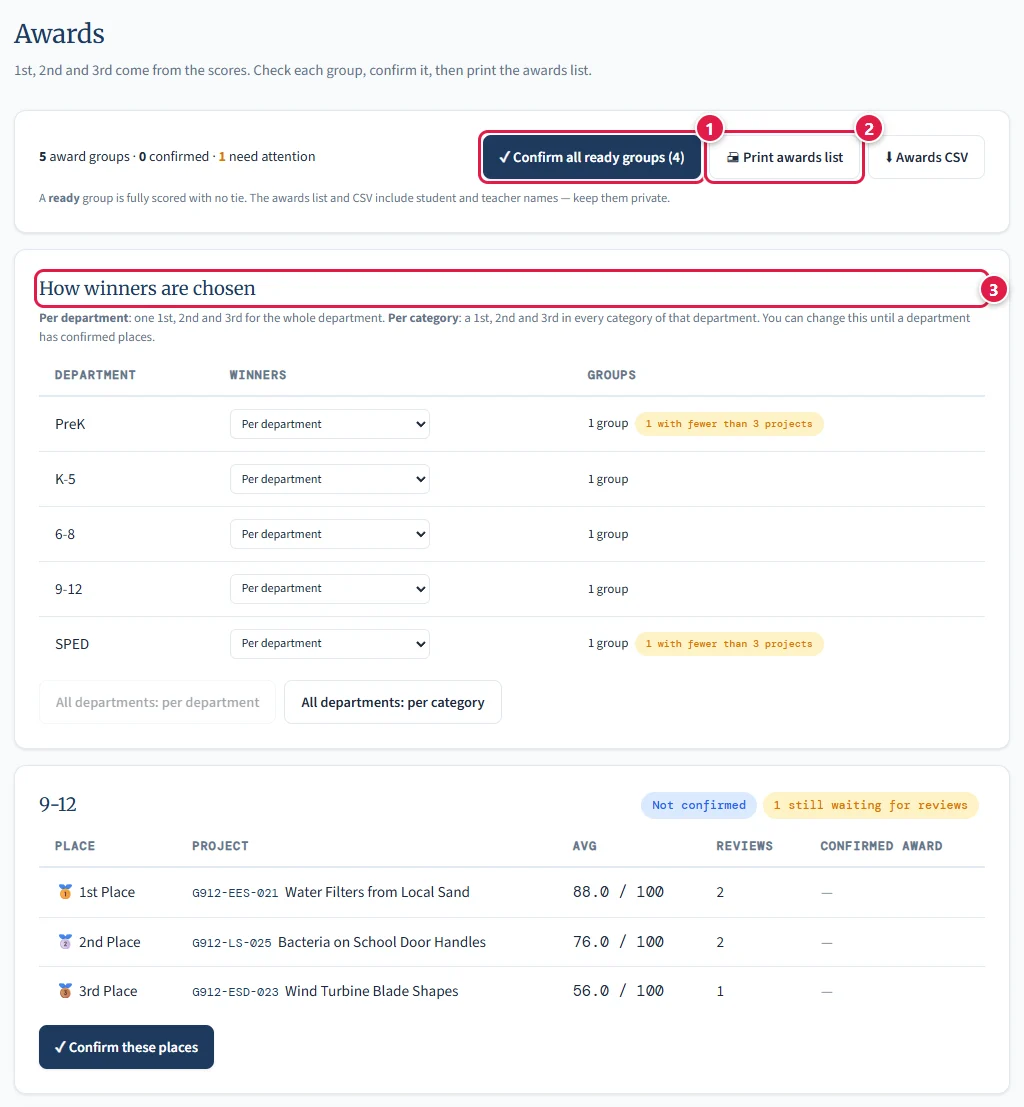 Awards
1st, 2nd and 3rd come from the scores. Check each group, confirm it, then print the awards list.
5 award groups · 0 confirmed · 1 need attention
✓ Confirm all ready groups (4)
1
🖨 Print awards list
2
⬇ Awards CSV
A ready group is fully scored with no tie. The awards list and CSV include student and teacher names — keep them private.
How winners are chosen
3
Per department: one 1st, 2nd and 3rd for the whole department. Per category: a 1st, 2nd and 3rd in every category of that department. You can change this until a department
has confirmed places.
DEPARTMENT WINNERS GROUPS
PreK Per department 1 group 1 with fewer than 3 projects
K-5 Per department 1 group
6-8 Per department 1 group
9-12 Per department 1 group
SPED Per department 1 group 1 with fewer than 3 projects
All departments: per department All departments: per category
9-12 Not confirmed 1 still waiting for reviews
PLACE PROJECT AVG REVIEWS CONFIRMED AWARD
🥇 1st Place G912-EES-021 Water Filters from Local Sand 88.0 / 100 2 —
🥈 2nd Place G912-LS-025 Bacteria on School Door Handles 76.0 / 100 2 —
🥉 3rd Place G912-ESD-023 Wind Turbine Blade Shapes 56.0 / 100 1 —
✓ Confirm these places